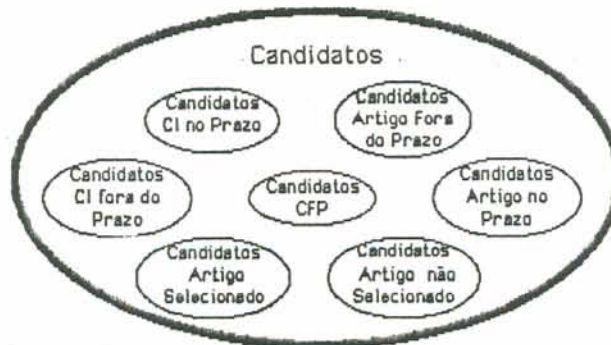 Candidatos
Candidatos
CI no Prazo
Candidatos
Artigo Fora
do Prazo
Candidatos
CI fora do
Prazo
Candidatos
CFP
Candidatos
Artigo no
Prazo
Candidatos
Artigo
Selecionado
Candidatos
Artigo não
Selecionado